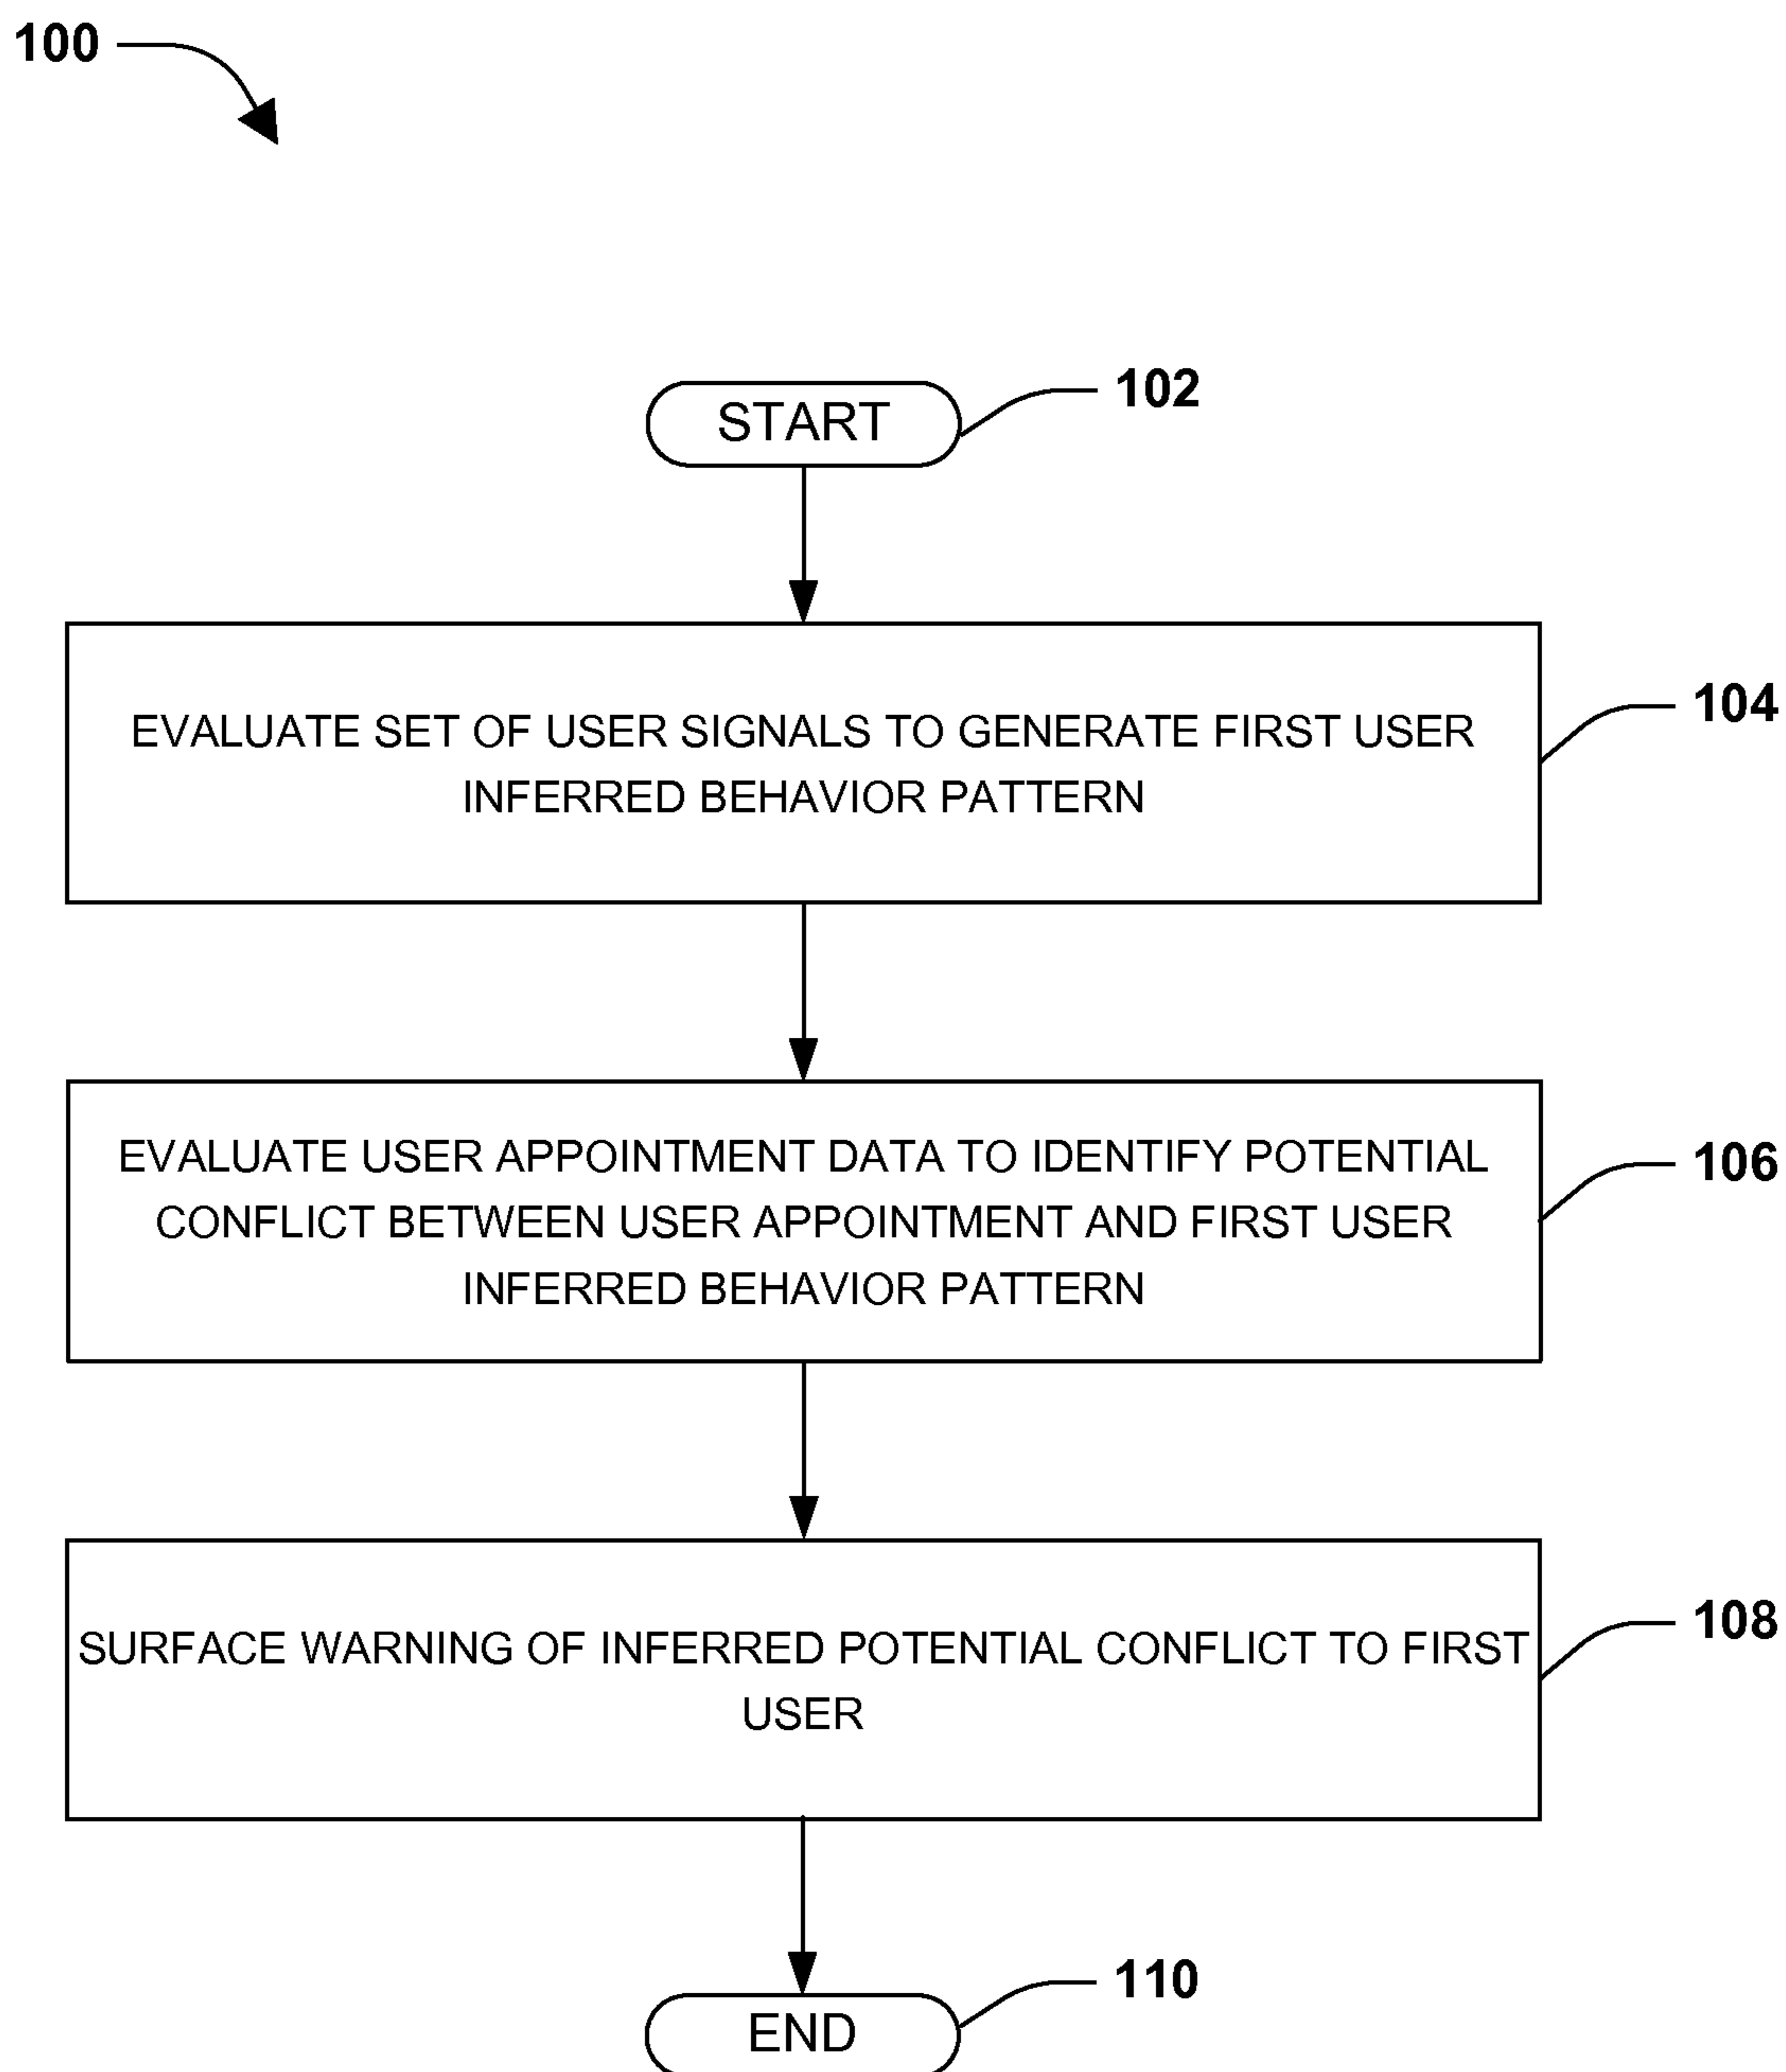 100
START
102
EVALUATE SET OF USER SIGNALS TO GENERATE FIRST USER
INFERRED BEHAVIOR PATTERN
104
EVALUATE USER APPOINTMENT DATA TO IDENTIFY POTENTIAL
CONFLICT BETWEEN USER APPOINTMENT AND FIRST USER
INFERRED BEHAVIOR PATTERN
106
SURFACE WARNING OF INFERRED POTENTIAL CONFLICT TO FIRST
USER
108
END
110